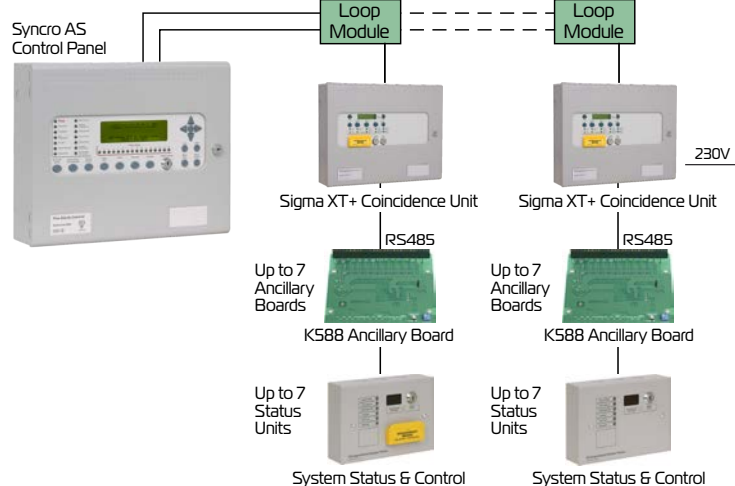 Syncro AS
Control Panel
Loop
Module
Loop
Module
230V
Sigma XT+ Coincidence Unit
Sigma XT+ Coincidence Unit
RS485
RS485
Up to 7
Ancillary
Boards
Up to 7
Ancillary
Boards
K588 Ancillary Board
K588 Ancillary Board
Up to 7
Status
Units
Up to 7
Status
Units
System Status & Control
System Status & Control